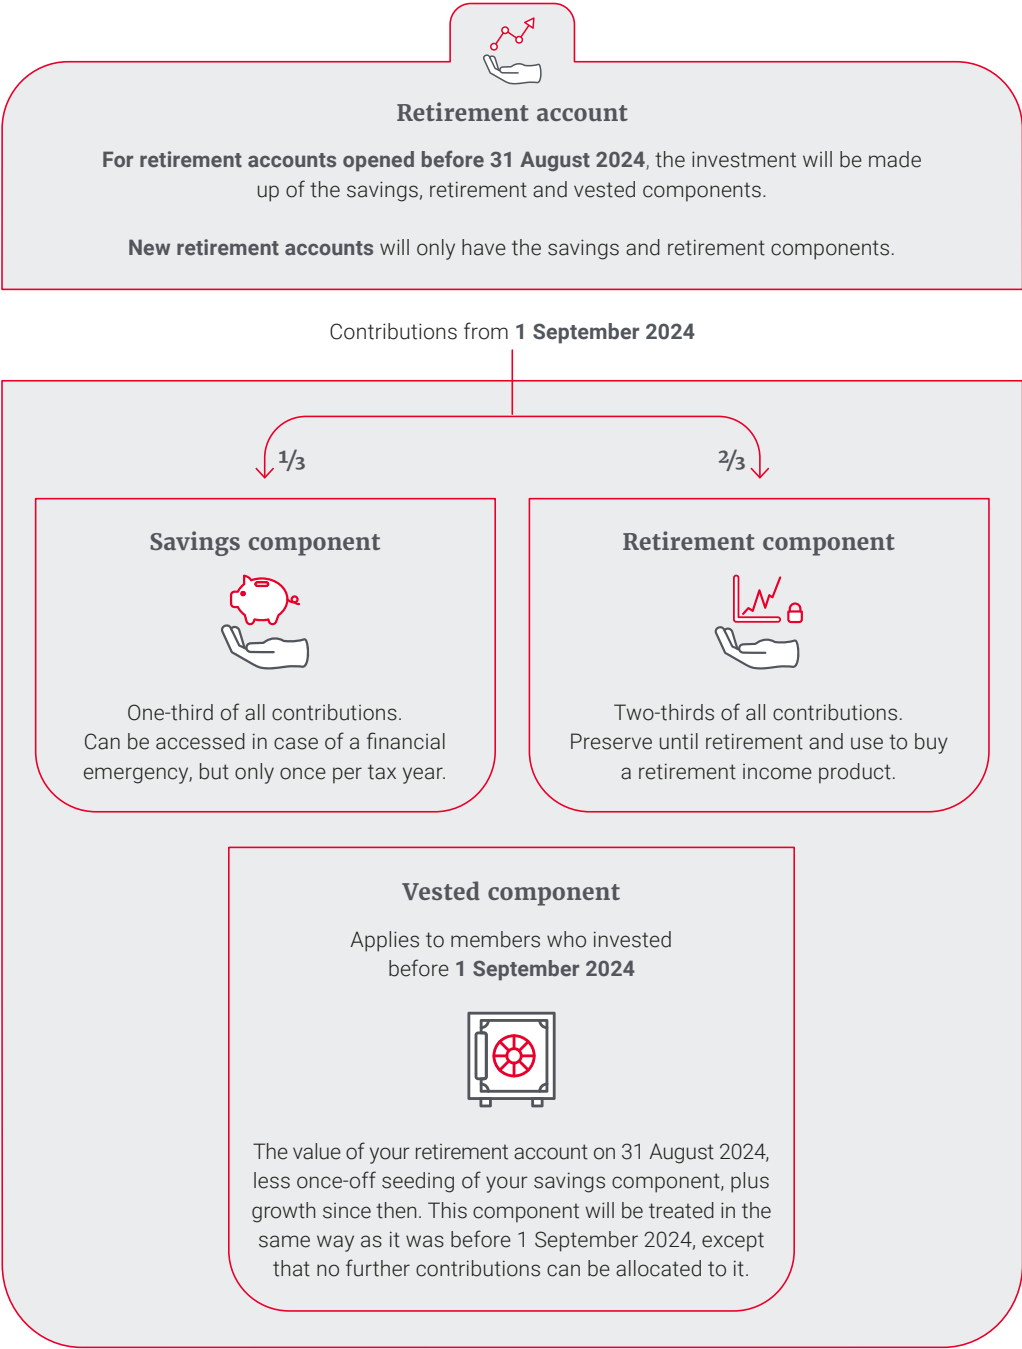 Retirement account
For retirement accounts opened before 31 August 2024, the investment will be made
up of the savings, retirement and vested components.
New retirement accounts will only have the savings and retirement components.
Contributions from 1 September 2024
1/3
2/3
Savings component
One-third of all contributions.
Can be accessed in case of a financial
emergency, but only once per tax year.
Retirement component
Two-thirds of all contributions.
Preserve until retirement and use to buy
a retirement income product.
Vested component
Applies to members who invested
before 1 September 2024
The value of your retirement account on 31 August 2024,
less once-off seeding of your savings component, plus
growth since then. This component will be treated in the
same way as it was before 1 September 2024, except
that no further contributions can be allocated to it.